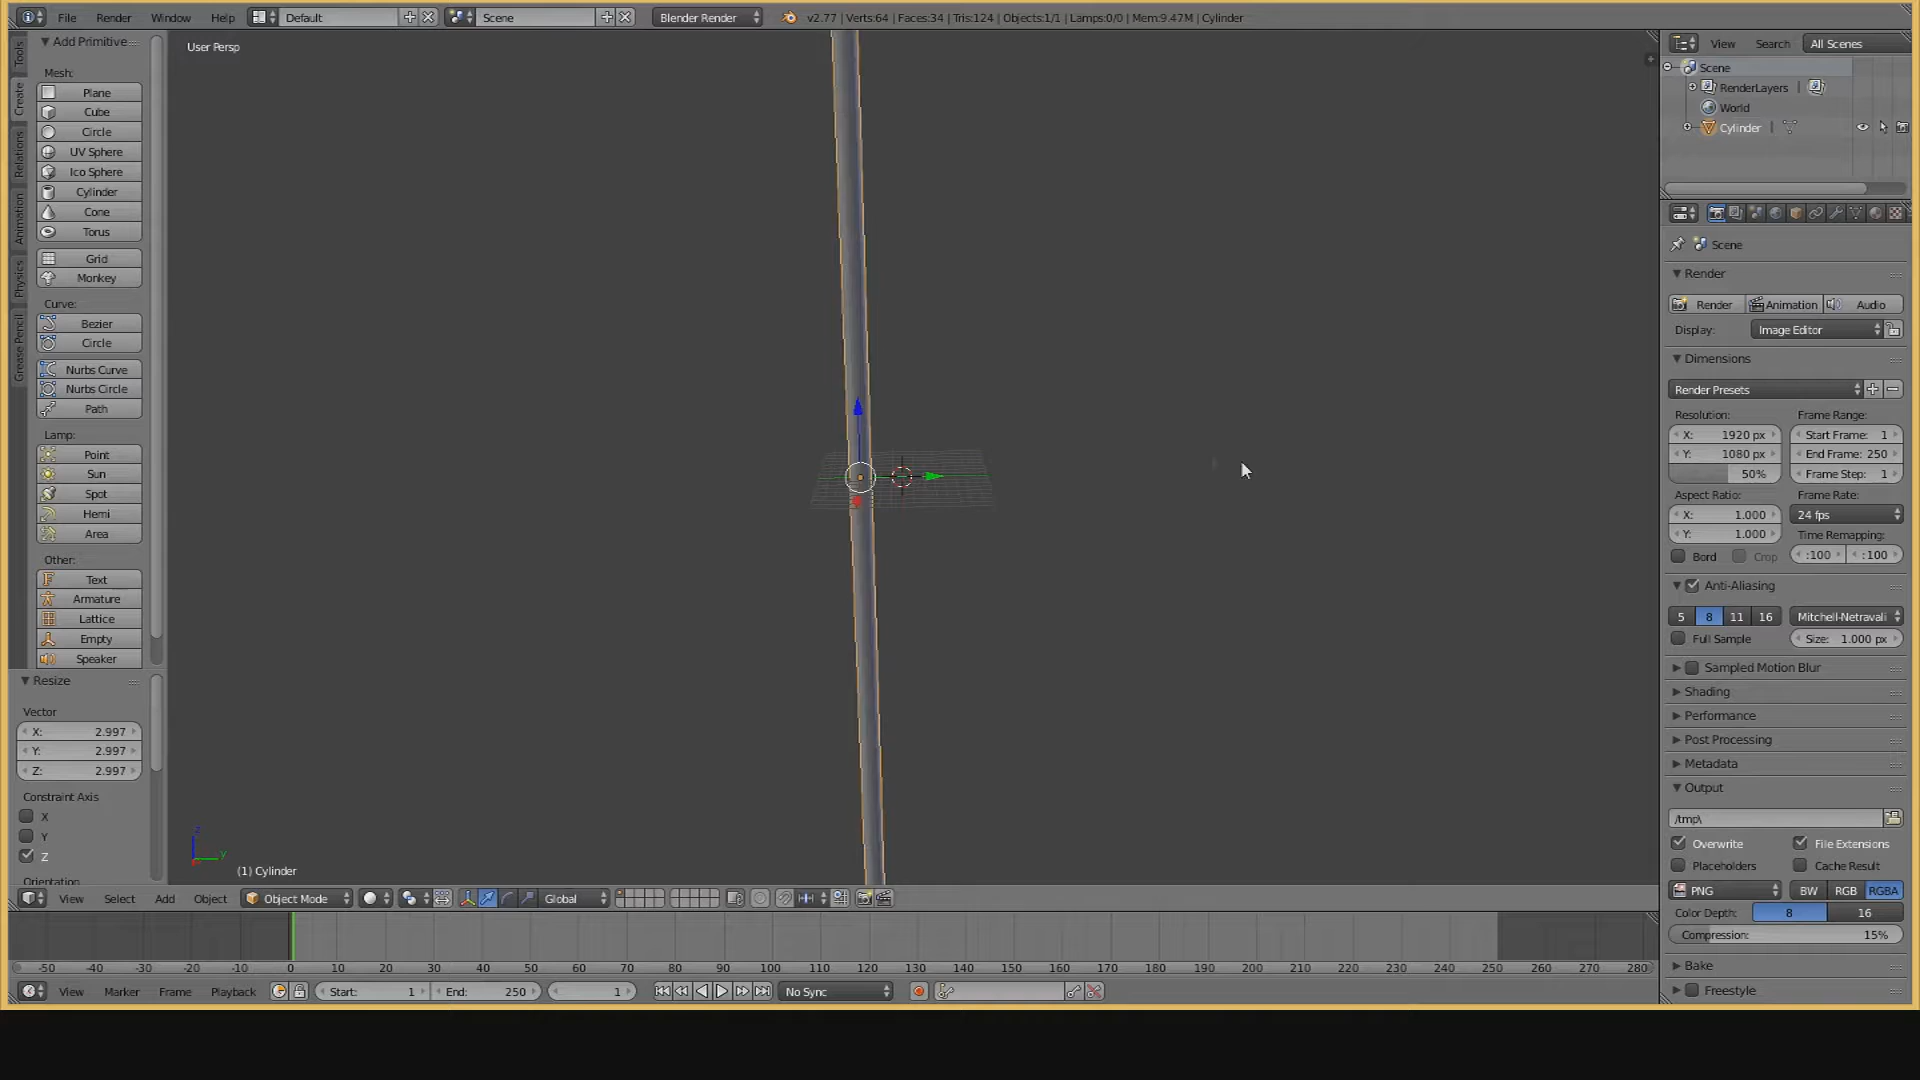 File Render Window Help Default Scene Blender Render v2.77 | Verts:64 | Faces:34 | Tris:124 | Objects:1/1 | Lamps:0/0 | Mem:9.47M | Cylinder
Tools
Create
Relations
Animation
Physics
Grease Pencil
Add Primitive
Mesh:
Plane
Cube
Circle
UV Sphere
Ico Sphere
Cylinder
Cone
Torus
Grid
Monkey
Curve:
Bezier
Circle
Nurbs Curve
Nurbs Circle
Path
Lamp:
Point
Sun
Spot
Hemi
Area
Other:
Text
Armature
Lattice
Empty
Speaker
Resize
Vector
X: 2.997
Y: 2.997
Z: 2.997
Constraint Axis
X
Y
Z
Orientation
User Persp
z
y
(1) Cylinder
View Select Add Object Object Mode Global
-50 -40 -30 -20 -10 0 10 20 30 40 50 60 70 80 90 100 110 120 130 140 150 160 170 180 190 200 210 220 230 240 250 260 270 280
View Marker Frame Playback Start: 1 End: 250 1 No Sync
View Search All Scenes
Scene
RenderLayers |
World
Cylinder |
Scene
Render
Render Animation Audio
Display: Image Editor
Dimensions
Render Presets
Resolution: Frame Range:
X: 1920 px Start Frame: 1
Y: 1080 px End Frame: 250
50% Frame Step: 1
Aspect Ratio: Frame Rate:
X: 1.000 24 fps
Y: 1.000 Time Remapping:
Bord Crop :100 :100
Anti-Aliasing
5 8 11 16 Mitchell-Netravali
Full Sample Size: 1.000 px
Sampled Motion Blur
Shading
Performance
Post Processing
Metadata
Output
/tmp\
Overwrite File Extensions
Placeholders Cache Result
PNG BW RGB RGBA
Color Depth: 8 16
Compression: 15%
Bake
Freestyle